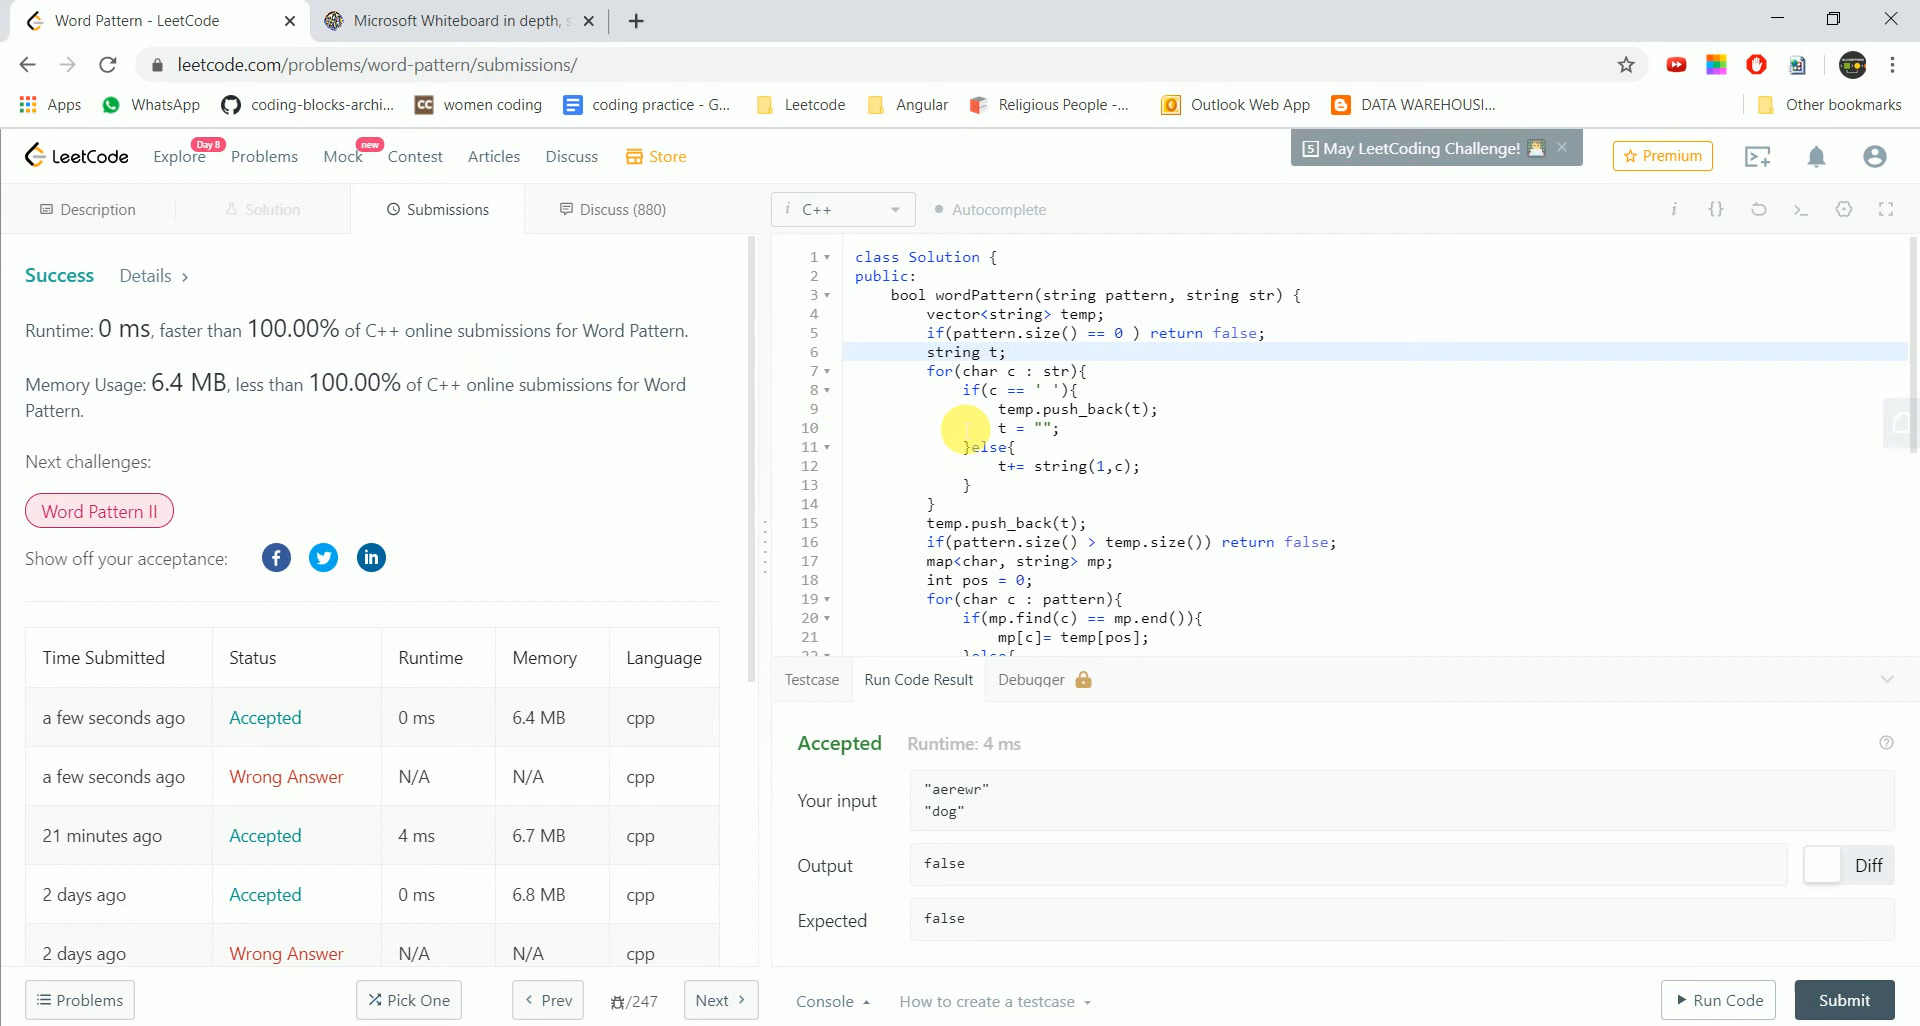 Word Pattern - LeetCode
Microsoft Whiteboard in depth,
leetcode.com/problems/word-pattern/submissions/
Apps WhatsApp coding-blocks-archi... women coding coding practice - G... Leetcode Angular Religious People -... Outlook Web App DATA WAREHOUSI... Other bookmarks
LeetCode Explore Day 8 Problems Mock new Contest Articles Discuss Store 5 May LeetCoding Challenge! Premium
Description Solution Submissions Discuss (880) i C++ Autocomplete
Success Details >
Runtime: 0 ms, faster than 100.00% of C++ online submissions for Word Pattern.
Memory Usage: 6.4 MB, less than 100.00% of C++ online submissions for Word
Pattern.
Next challenges:
Word Pattern II
Show off your acceptance:
Time Submitted Status Runtime Memory Language
a few seconds ago Accepted 0 ms 6.4 MB cpp
a few seconds ago Wrong Answer N/A N/A cpp
21 minutes ago Accepted 4 ms 6.7 MB cpp
2 days ago Accepted 0 ms 6.8 MB cpp
2 days ago Wrong Answer N/A N/A cpp
1 class Solution {
2 public:
3 bool wordPattern(string pattern, string str) {
4 vector<string> temp;
5 if(pattern.size() == 0 ) return false;
6 string t;
7 for(char c : str){
8 if(c == ' '){
9 temp.push_back(t);
10 t = "";
11 }else{
12 t+= string(1,c);
13 }
14 }
15 temp.push_back(t);
16 if(pattern.size() > temp.size()) return false;
17 map<char, string> mp;
18 int pos = 0;
19 for(char c : pattern){
20 if(mp.find(c) == mp.end()){
21 mp[c]= temp[pos];
22 }else{
Testcase Run Code Result Debugger
Accepted Runtime: 4 ms
Your input
"aerewr"
"dog"
Output false Diff
Expected false
Problems Pick One < Prev /247 Next > Console How to create a testcase Run Code Submit